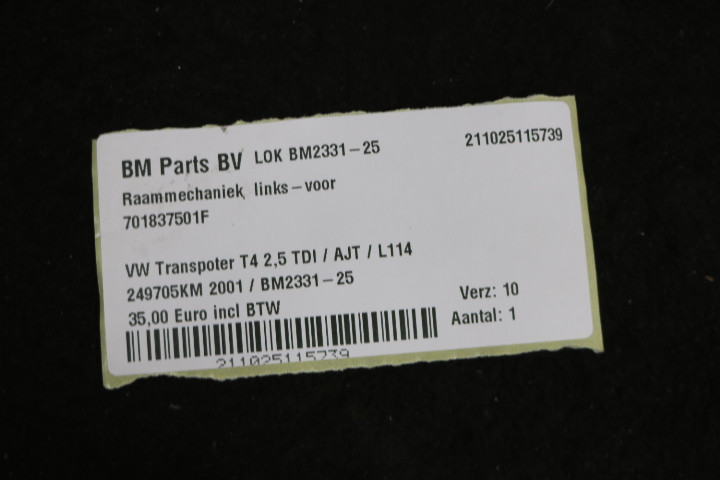 BM Parts BV LOK BM2331-25 211025115739
Raammechaniek, links-voor
701837501F
VW Transpoter T4 2,5 TDI / AJT / L114
249705KM 2001 / BM2331-25
35,00 Euro incl BTW Verz: 10
Aantal: 1
211025115739